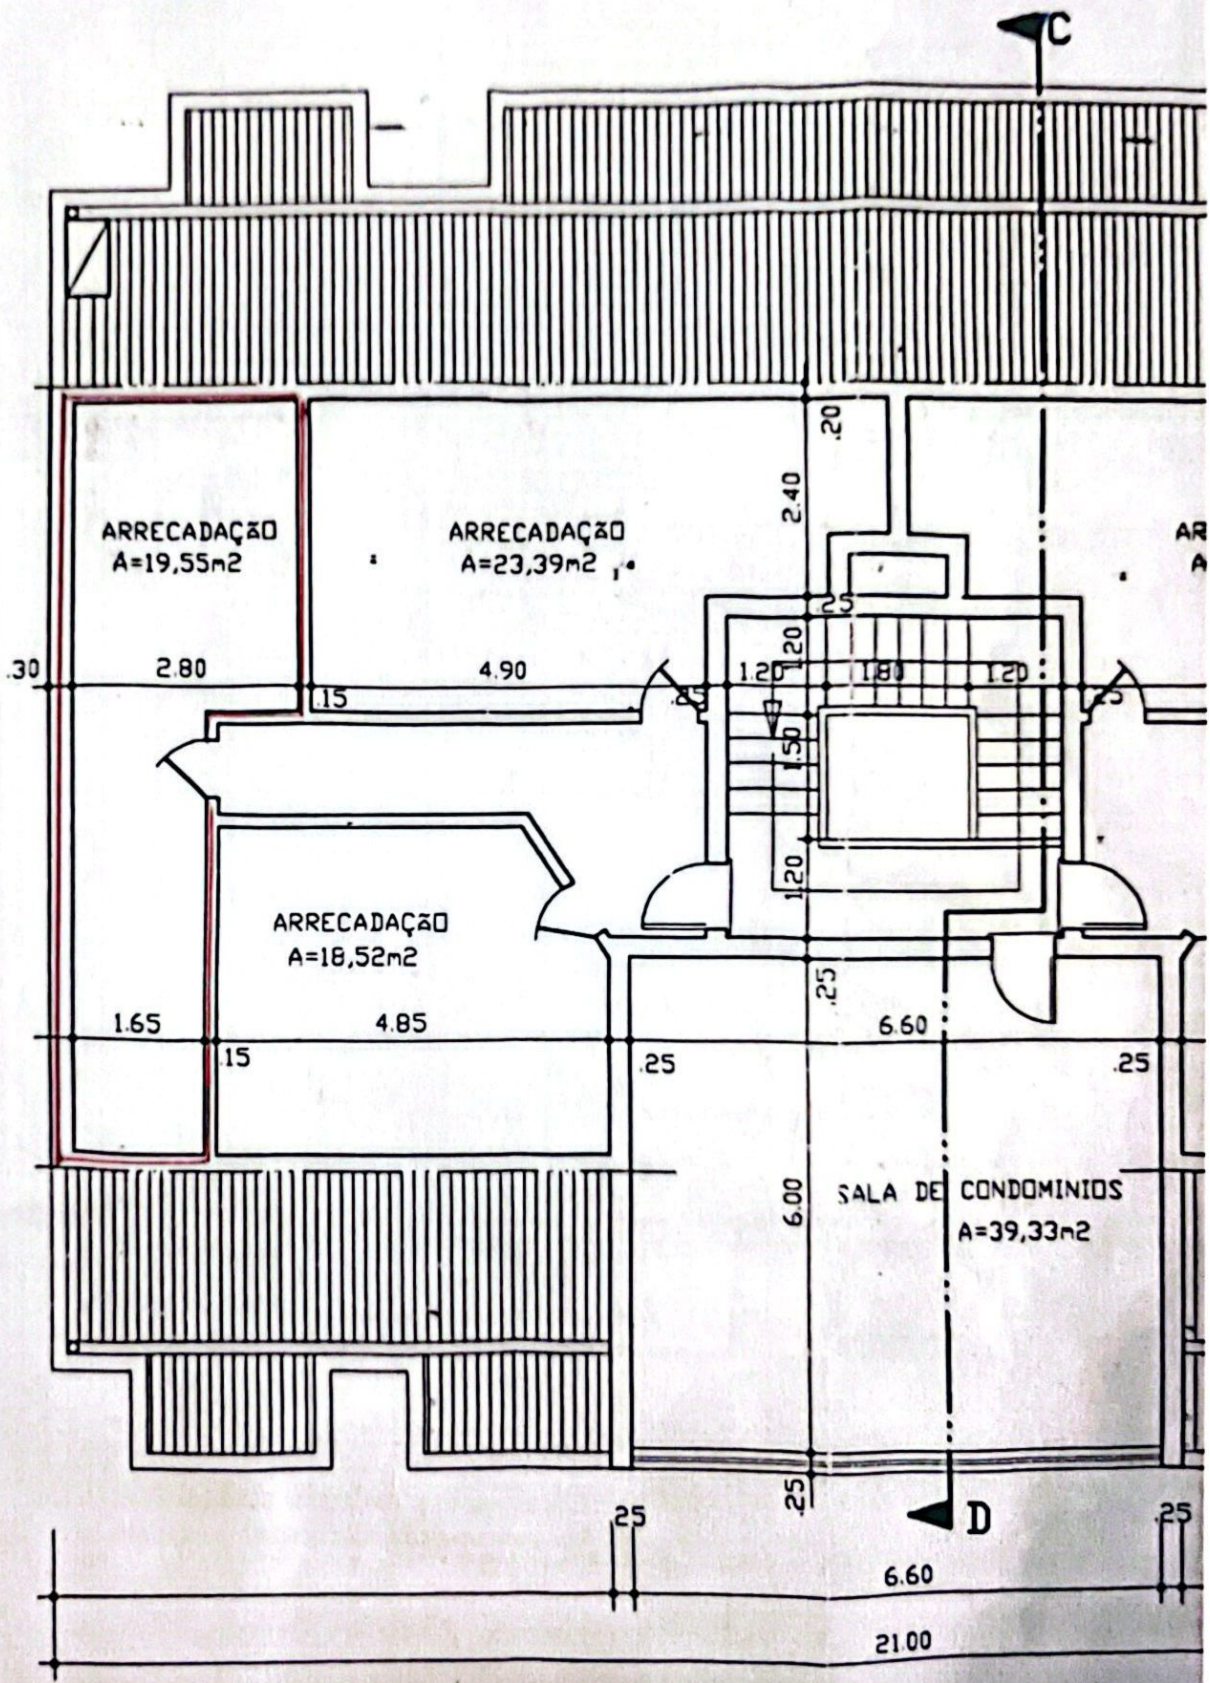 C
.20
2.40
ARRECADAÇÃO
A=19,55m2
ARRECADAÇÃO
A=23,39m2
AR
A
.25
1.20
.30
2.80
.15
4.90
1.20
1.80
1.20
.25
1.50
1.20
ARRECADAÇÃO
A=18,52m2
.25
1.65
.15
4.85
.25
6.60
.25
6.00
SALA DE CONDOMINIOS
A=39,33m2
.25
D
.25
.25
6.60
21.00